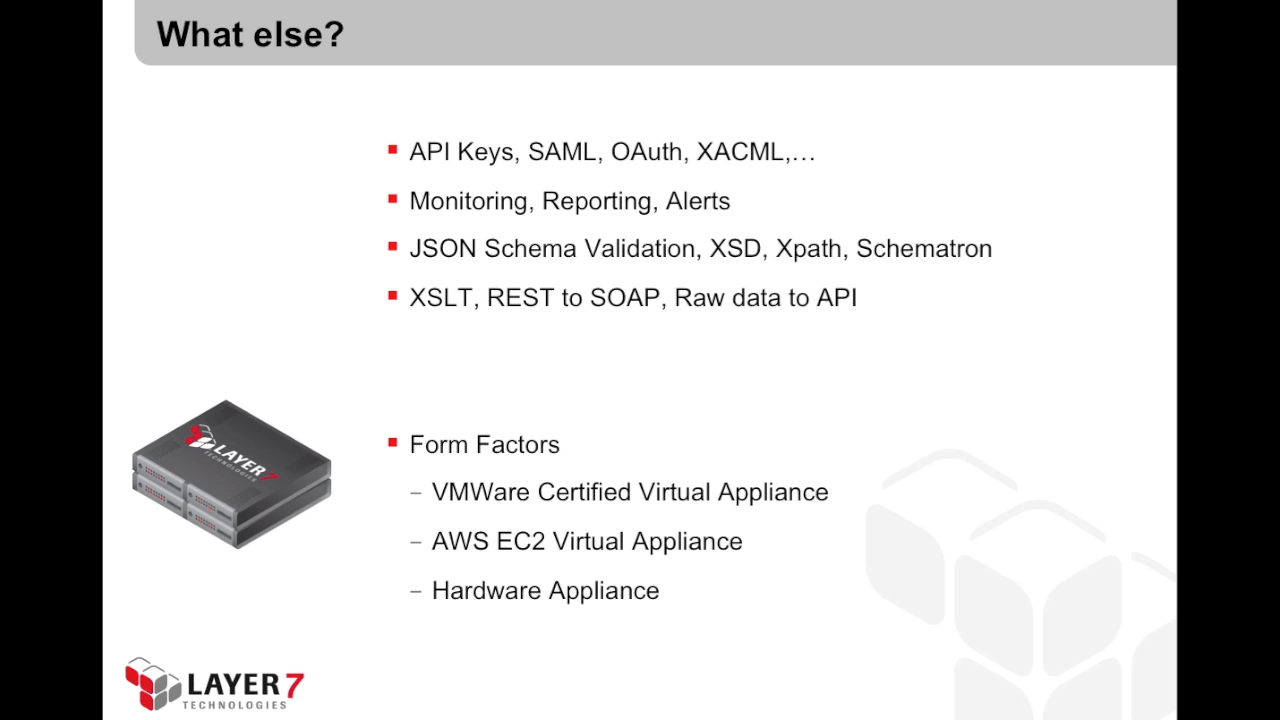 What else?
API Keys, SAML, OAuth, XACML,…
Monitoring, Reporting, Alerts
JSON Schema Validation, XSD, Xpath, Schematron
XSLT, REST to SOAP, Raw data to API
LAYER 7
TECHNOLOGIES
Form Factors
– VMWare Certified Virtual Appliance
– AWS EC2 Virtual Appliance
– Hardware Appliance
LAYER 7
TECHNOLOGIES